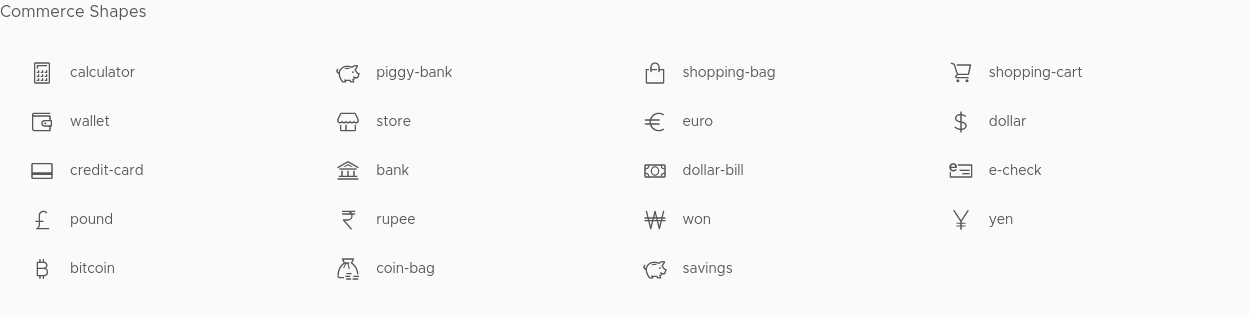 Commerce Shapes
calculator piggy-bank shopping-bag shopping-cart
wallet store euro dollar
credit-card bank dollar-bill e-check
pound rupee won yen
bitcoin coin-bag savings